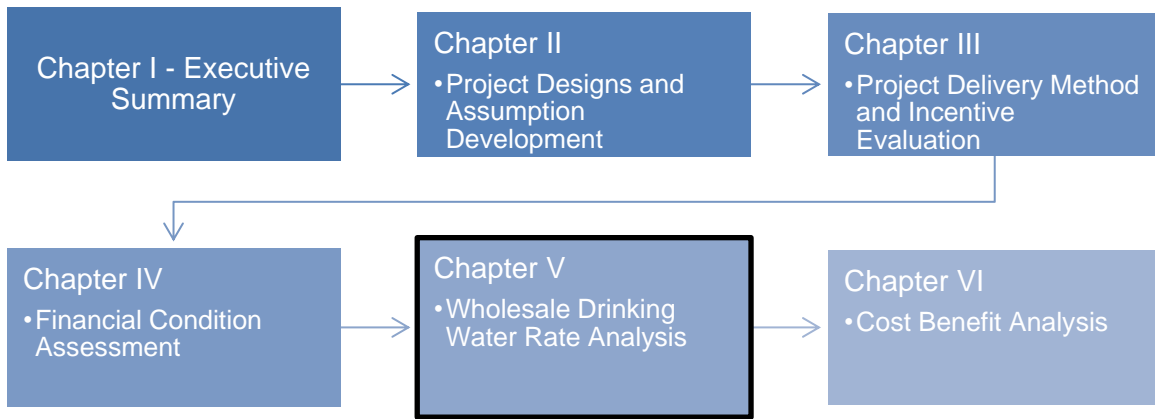 Chapter I - Executive
Summary
Chapter II
•Project Designs and
Assumption
Development
Chapter III
•Project Delivery Method
and Incentive
Evaluation
Chapter IV
•Financial Condition
Assessment
Chapter V
•Wholesale Drinking
Water Rate Analysis
Chapter VI
•Cost Benefit Analysis